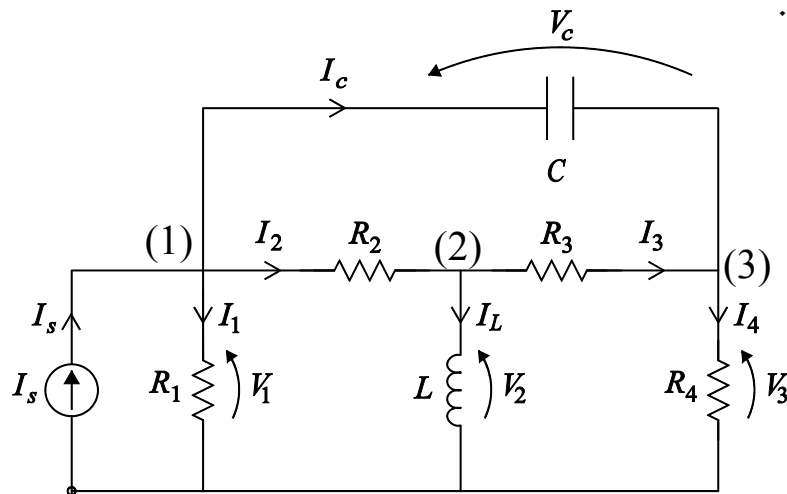 V_c
I_c
C
(1) I_2 R_2 (2) R_3 I_3 (3)
I_s I_1 I_L I_4
I_s R_1 V_1 L V_2 R_4 V_3